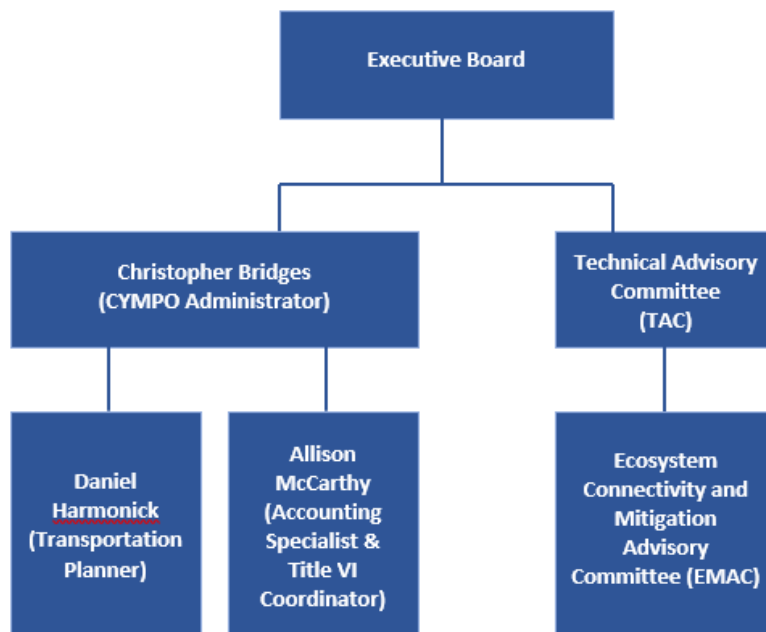 Executive Board
Christopher Bridges
(CYMPO Administrator)
Technical Advisory
Committee
(TAC)
Daniel
Harmonick
(Transportation
Planner)
Allison
McCarthy
(Accounting
Specialist &
Title VI
Coordinator)
Ecosystem
Connectivity and
Mitigation
Advisory
Committee (EMAC)